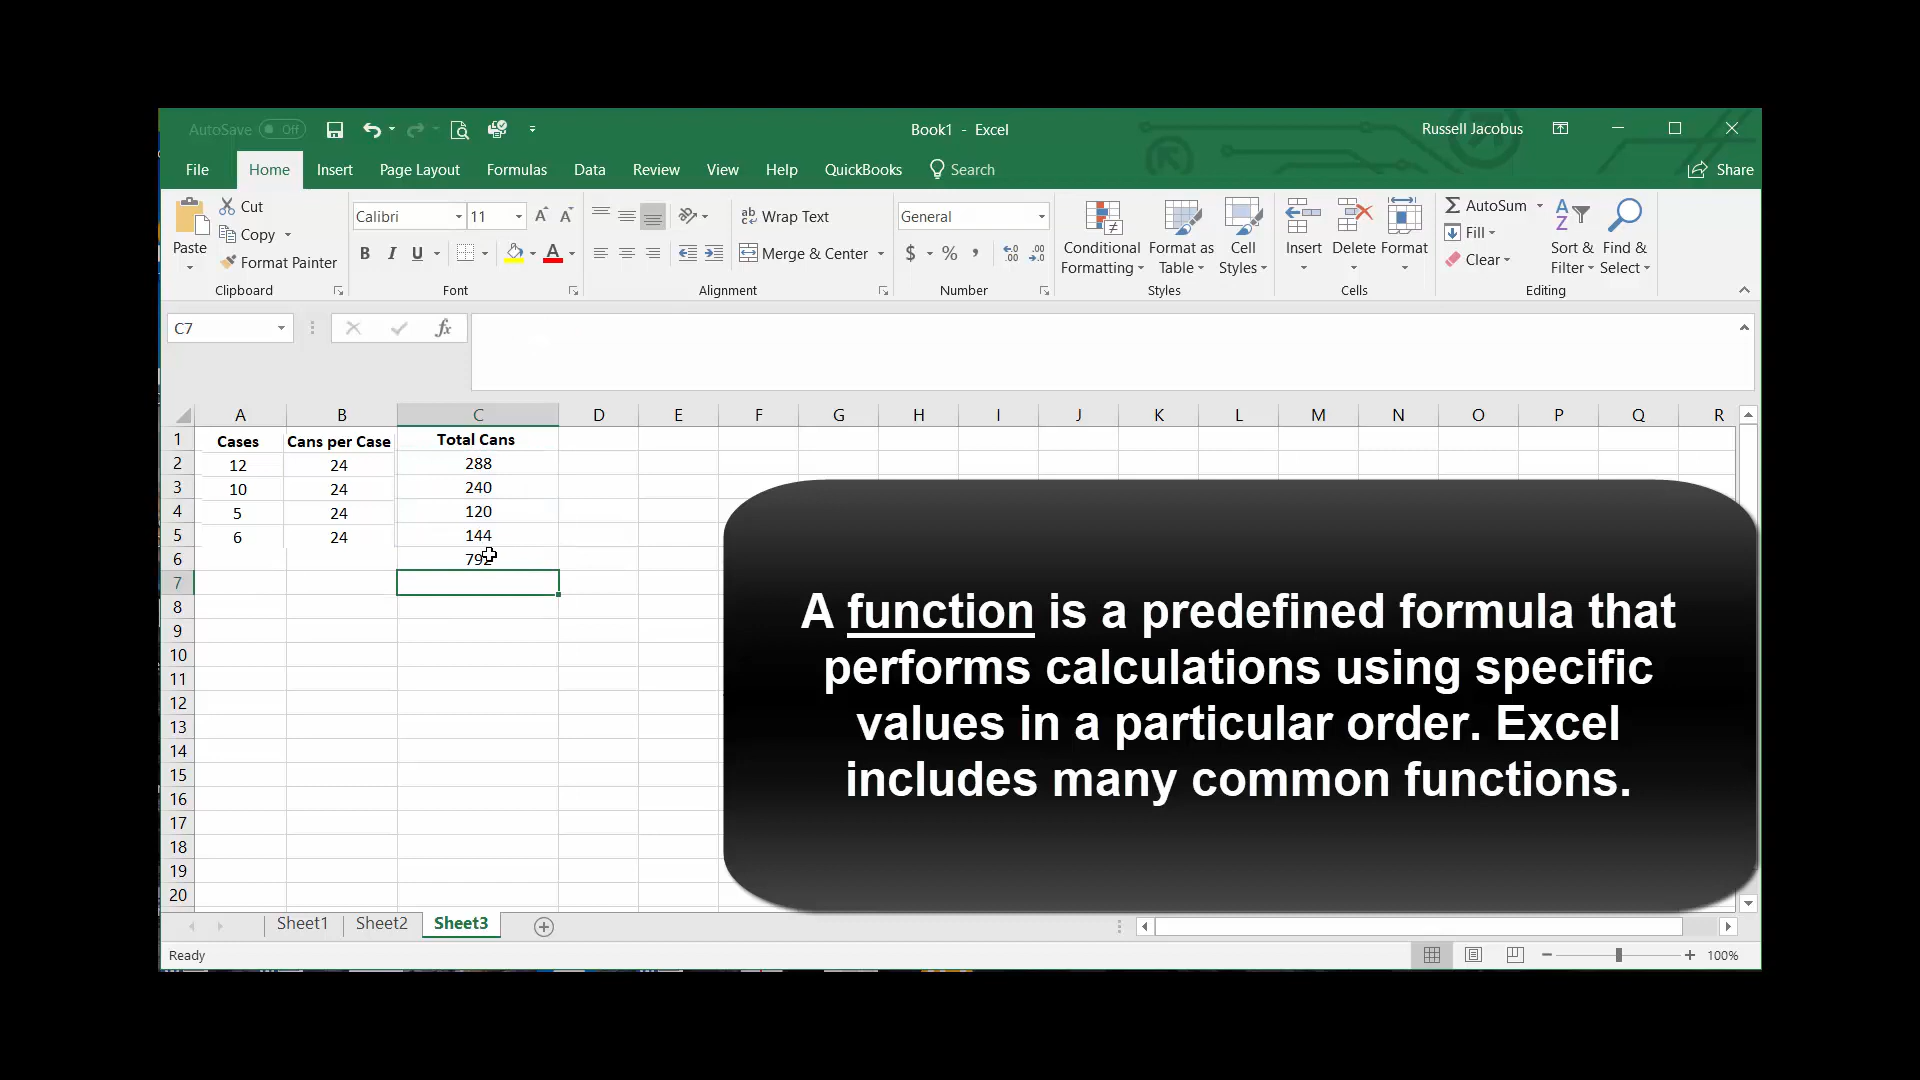 AutoSave Off Book1 - Excel Russell Jacobus
File Home Insert Page Layout Formulas Data Review View Help QuickBooks Search Share
Paste
Cut
Copy
Format Painter
Clipboard
Calibri 11
B I U A
Font
ab Wrap Text
Merge & Center
Alignment
General
$ % , .00 .00
Number
Conditional Formatting
Format as Table
Cell Styles
Styles
Insert Delete Format
Cells
AutoSum
Fill
Clear
Sort & Filter
Find & Select
Editing
C7 fx
A B C D E F G H I J K L M N O P Q R
1 Cases Cans per Case Total Cans
2 12 24 288
3 10 24 240
4 5 24 120
5 6 24 144
6 792
7
8
9
10
11
12
13
14
15
16
17
18
19
20
A function is a predefined formula that
performs calculations using specific
values in a particular order. Excel
includes many common functions.
Sheet1 Sheet2 Sheet3
Ready 100%